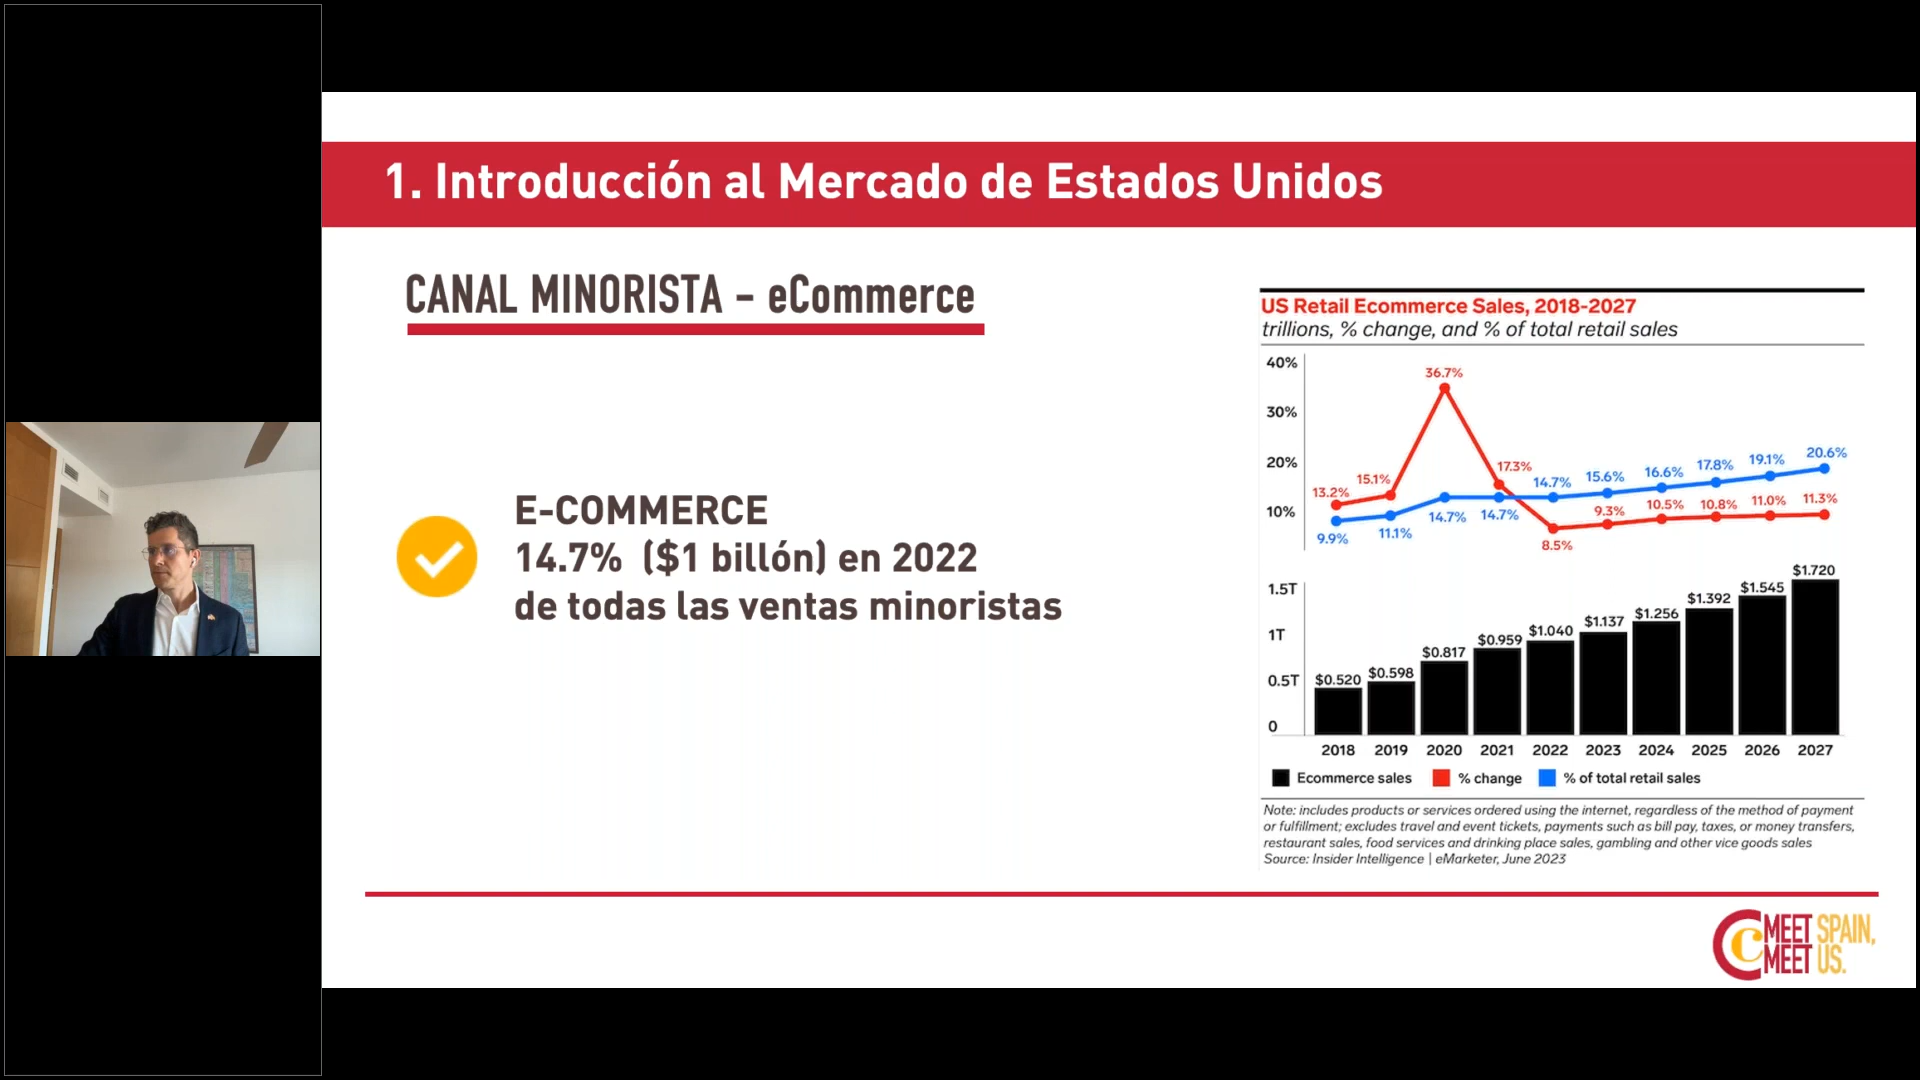 1. Introducción al Mercado de Estados Unidos
CANAL MINORISTA - eCommerce
E-COMMERCE
14.7% ($1 billón) en 2022
de todas las ventas minoristas
US Retail Ecommerce Sales, 2018-2027
trillions, % change, and % of total retail sales
40%
30%
20%
10%
13.2%
15.1%
36.7%
17.3%
8.5%
9.3%
10.5%
10.8%
11.0%
11.3%
9.9%
11.1%
14.7%
14.7%
14.7%
15.6%
16.6%
17.8%
19.1%
20.6%
1.5T
1T
0.5T
0
$0.520
$0.598
$0.817
$0.959
$1.040
$1.137
$1.256
$1.392
$1.545
$1.720
2018 2019 2020 2021 2022 2023 2024 2025 2026 2027
Ecommerce sales % change % of total retail sales
Note: includes products or services ordered using the internet, regardless of the method of payment
or fulfillment; excludes travel and event tickets, payments such as bill pay, taxes, or money transfers,
restaurant sales, food services and drinking place sales, gambling and other vice goods sales
Source: Insider Intelligence | eMarketer, June 2023
MEET SPAIN,
MEET US.